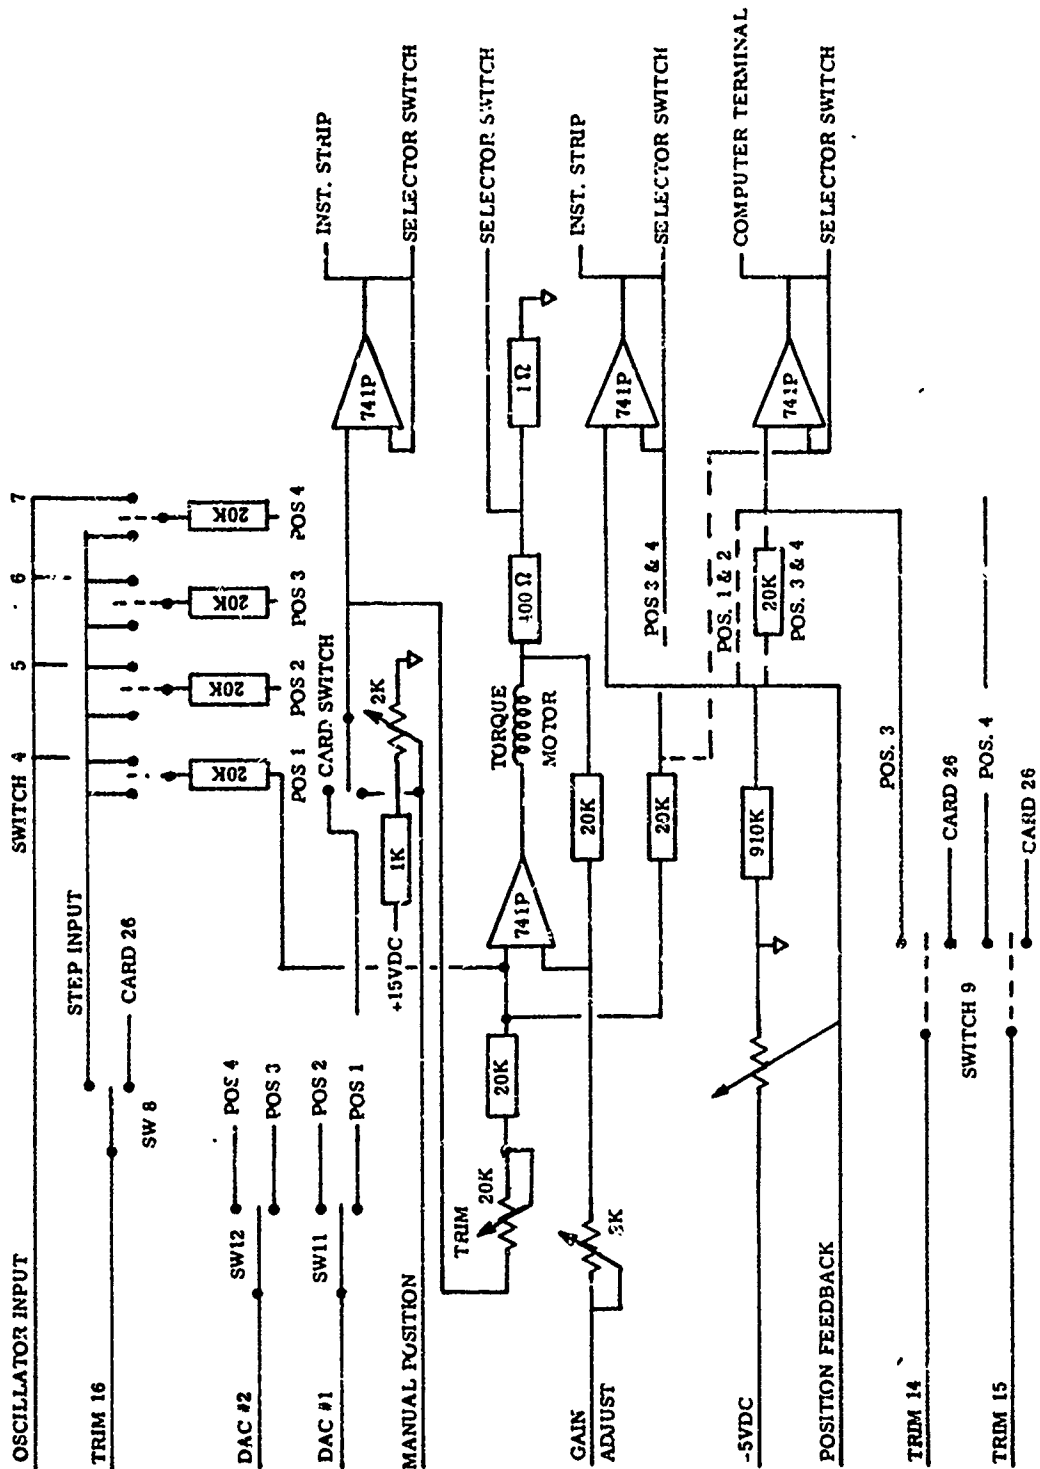 OSCILLATOR INPUT
SWITCH 4
5
6
7
STEP INPUT
TRIM 16
CARD 26
SW 8
20K
20K
20K
20K
POS 1
POS 2
POS 3
POS 4
DAC #2
SW12
POS 4
POS 3
DAC #1
SW11
POS 2
POS 1
CARD SWITCH
MANUAL POSITION
+15VDC
1K
2K
741P
INST. STRIP
SELECTOR SWITCH
TRIM
20K
20K
741P
TORQUE
MOTOR
400 Ω
1 Ω
SELECTOR SWITCH
GAIN
ADJUST
20K
20K
741P
INST. STRIP
SELECTOR SWITCH
POS 3 & 4
POS. 1 & 2
-5VDC
910K
20K
POS. 3 & 4
741P
COMPUTER TERMINAL
SELECTOR SWITCH
POSITION FEEDBACK
POS. 3
TRIM 14
CARD 26
SWITCH 9
POS. 4
TRIM 15
CARD 26